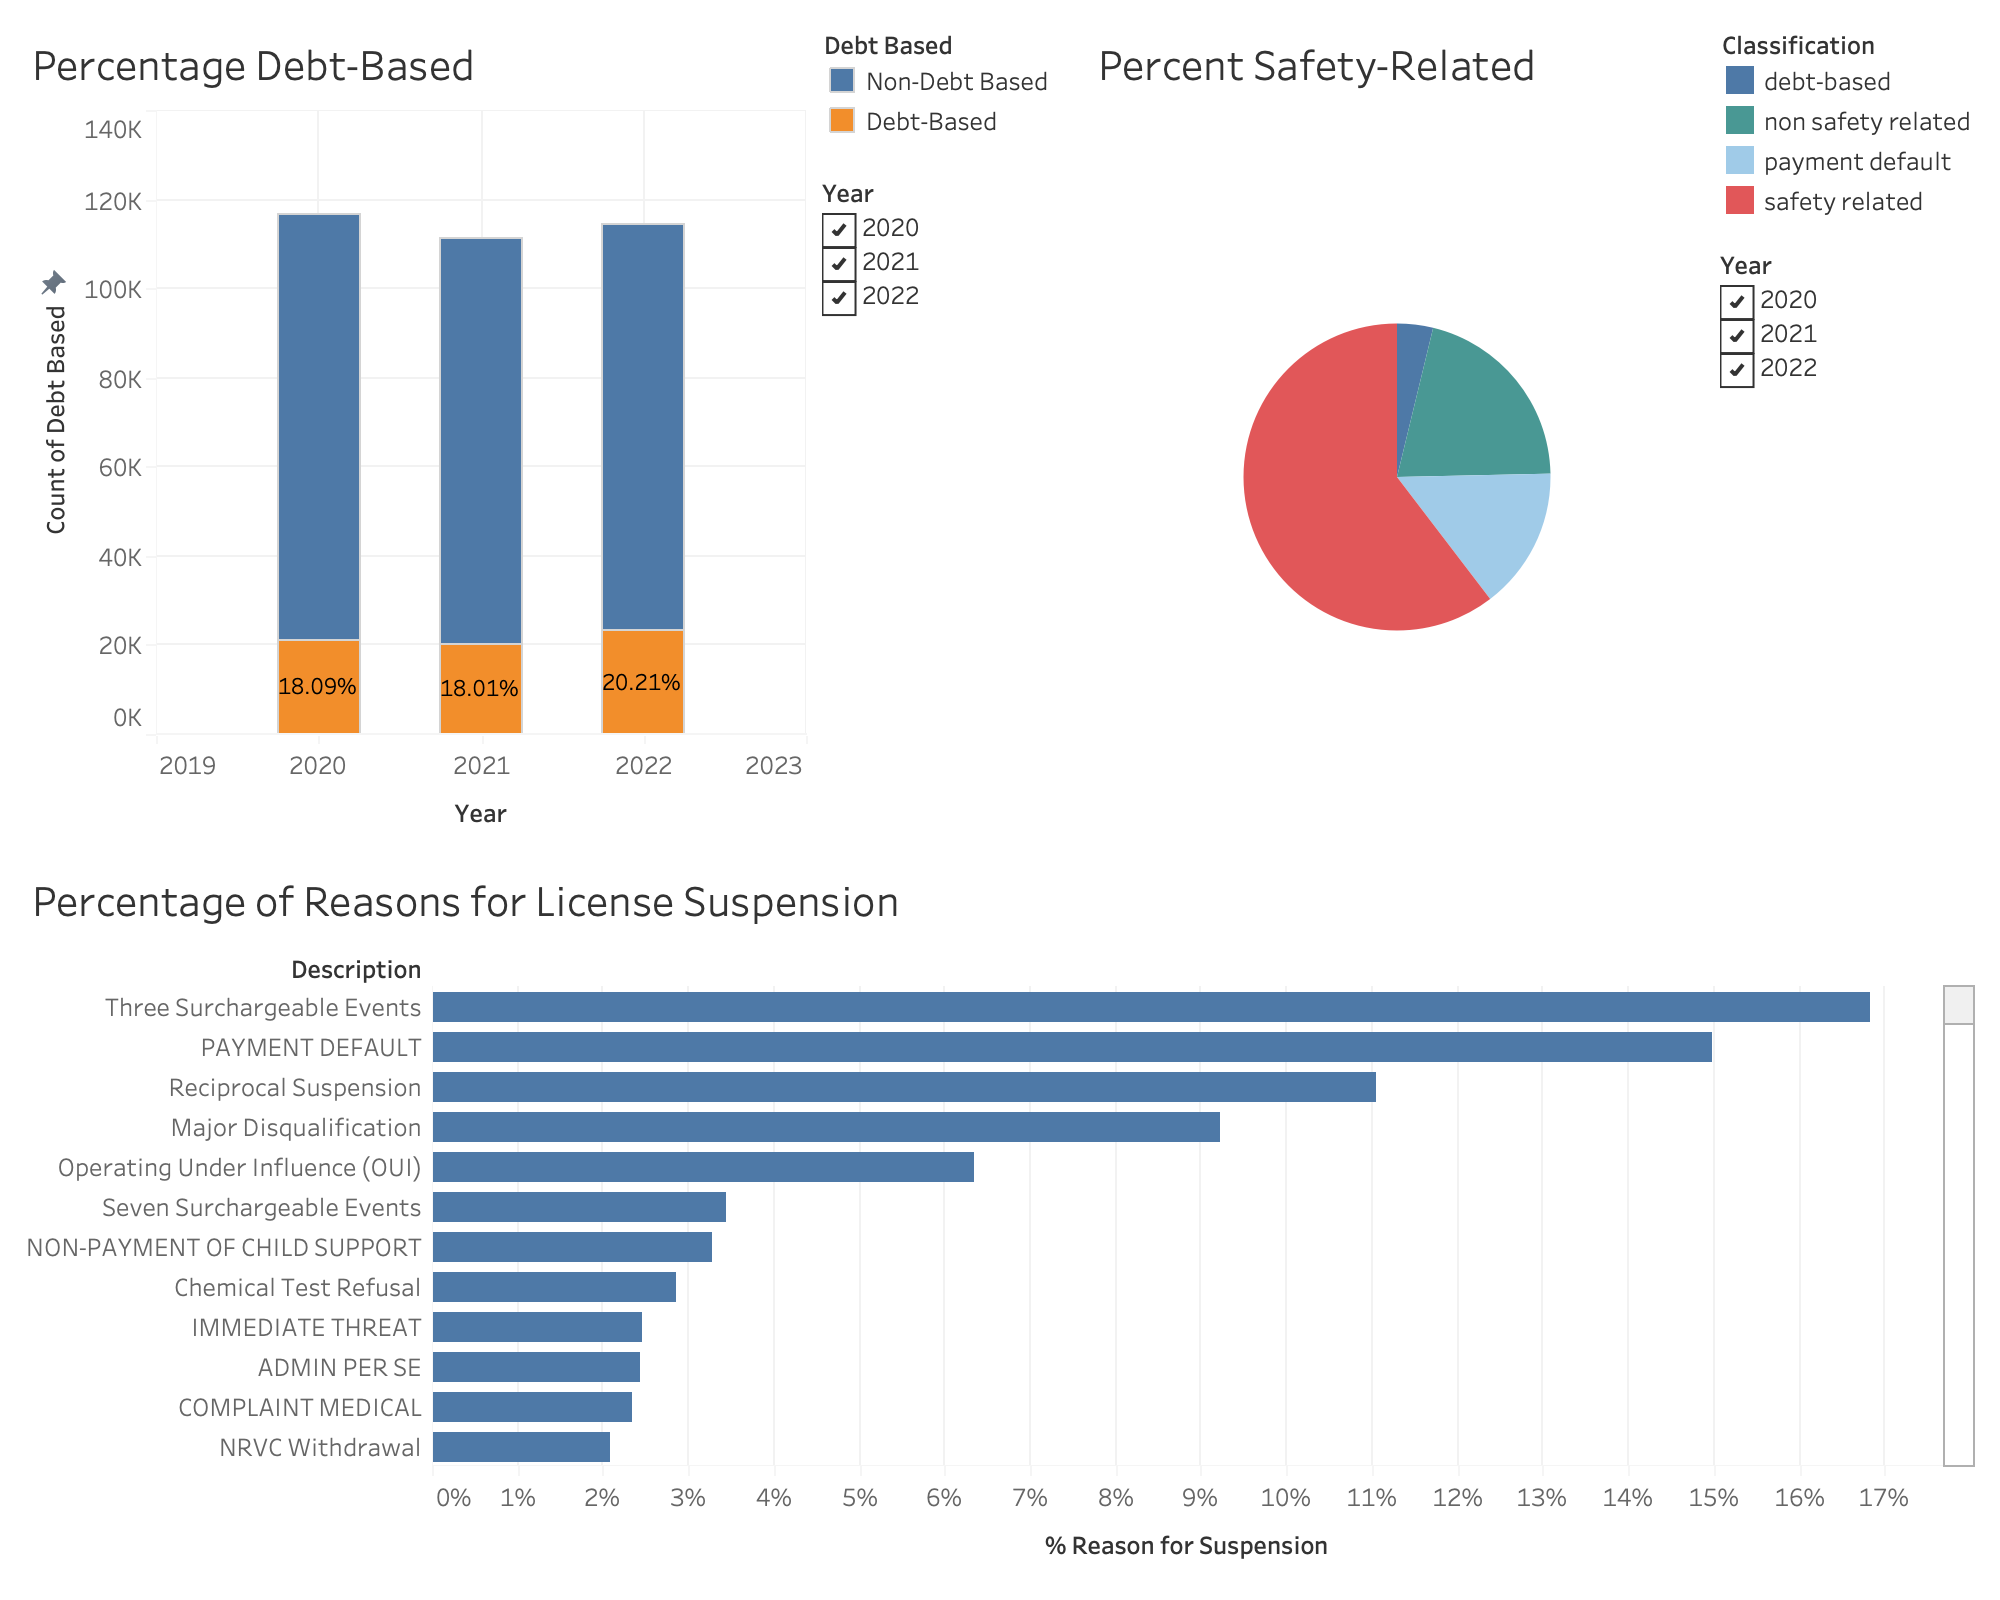 Percentage Debt-Based
Debt Based
Non-Debt Based
Debt-Based
Year
2020
2021
2022
140K
120K
100K
80K
60K
40K
20K
0K
Count of Debt Based
18.09%
18.01%
20.21%
2019
2020
2021
2022
2023
Year
Percent Safety-Related
Classification
debt-based
non safety related
payment default
safety related
Year
2020
2021
2022
Percentage of Reasons for License Suspension
Description
Three Surchargeable Events
PAYMENT DEFAULT
Reciprocal Suspension
Major Disqualification
Operating Under Influence (OUI)
Seven Surchargeable Events
NON-PAYMENT OF CHILD SUPPORT
Chemical Test Refusal
IMMEDIATE THREAT
ADMIN PER SE
COMPLAINT MEDICAL
NRVC Withdrawal
0% 1% 2% 3% 4% 5% 6% 7% 8% 9% 10% 11% 12% 13% 14% 15% 16% 17%
% Reason for Suspension